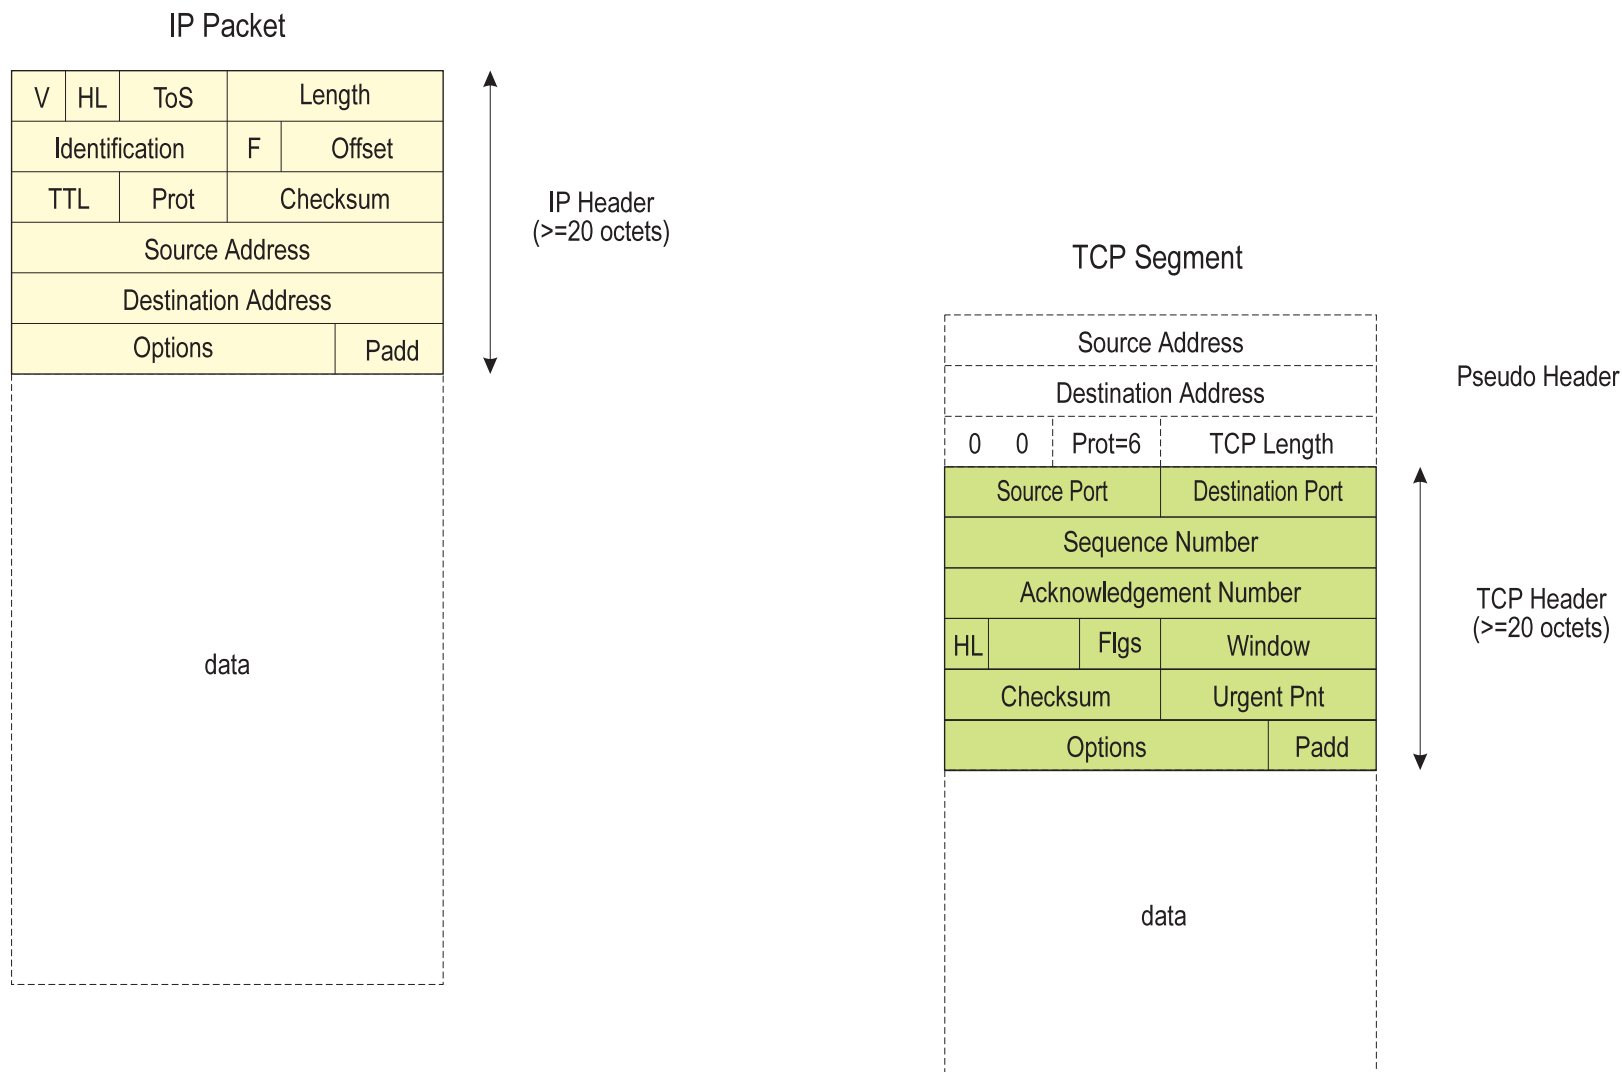 IP Packet
V HL ToS Length
Identification F Offset
TTL Prot Checksum
Source Address
Destination Address
Options Padd
data
IP Header
(>=20 octets)
TCP Segment
Source Address
Destination Address
0 0 Prot=6 TCP Length
Pseudo Header
Source Port Destination Port
Sequence Number
Acknowledgement Number
HL Flgs Window
Checksum Urgent Pnt
Options Padd
data
TCP Header
(>=20 octets)